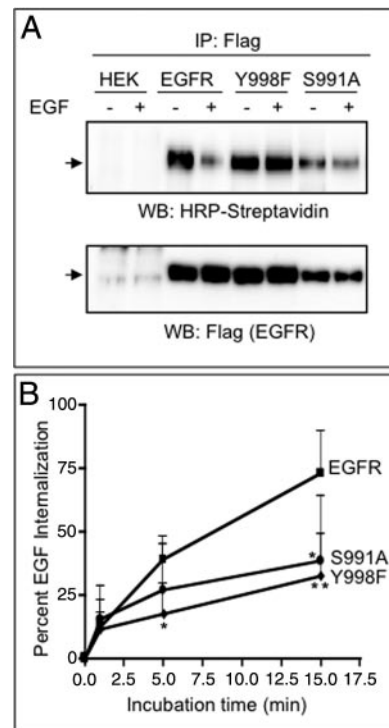 A
IP: Flag
HEK EGFR Y998F S991A
EGF - + - + - + - +
WB: HRP-Streptavidin
WB: Flag (EGFR)
B
Percent EGF Internalization
100
75
50
25
0
EGFR
* S991A
Y998F
**
*
0.0 2.5 5.0 7.5 10.0 12.5 15.0 17.5
Incubation time (min)